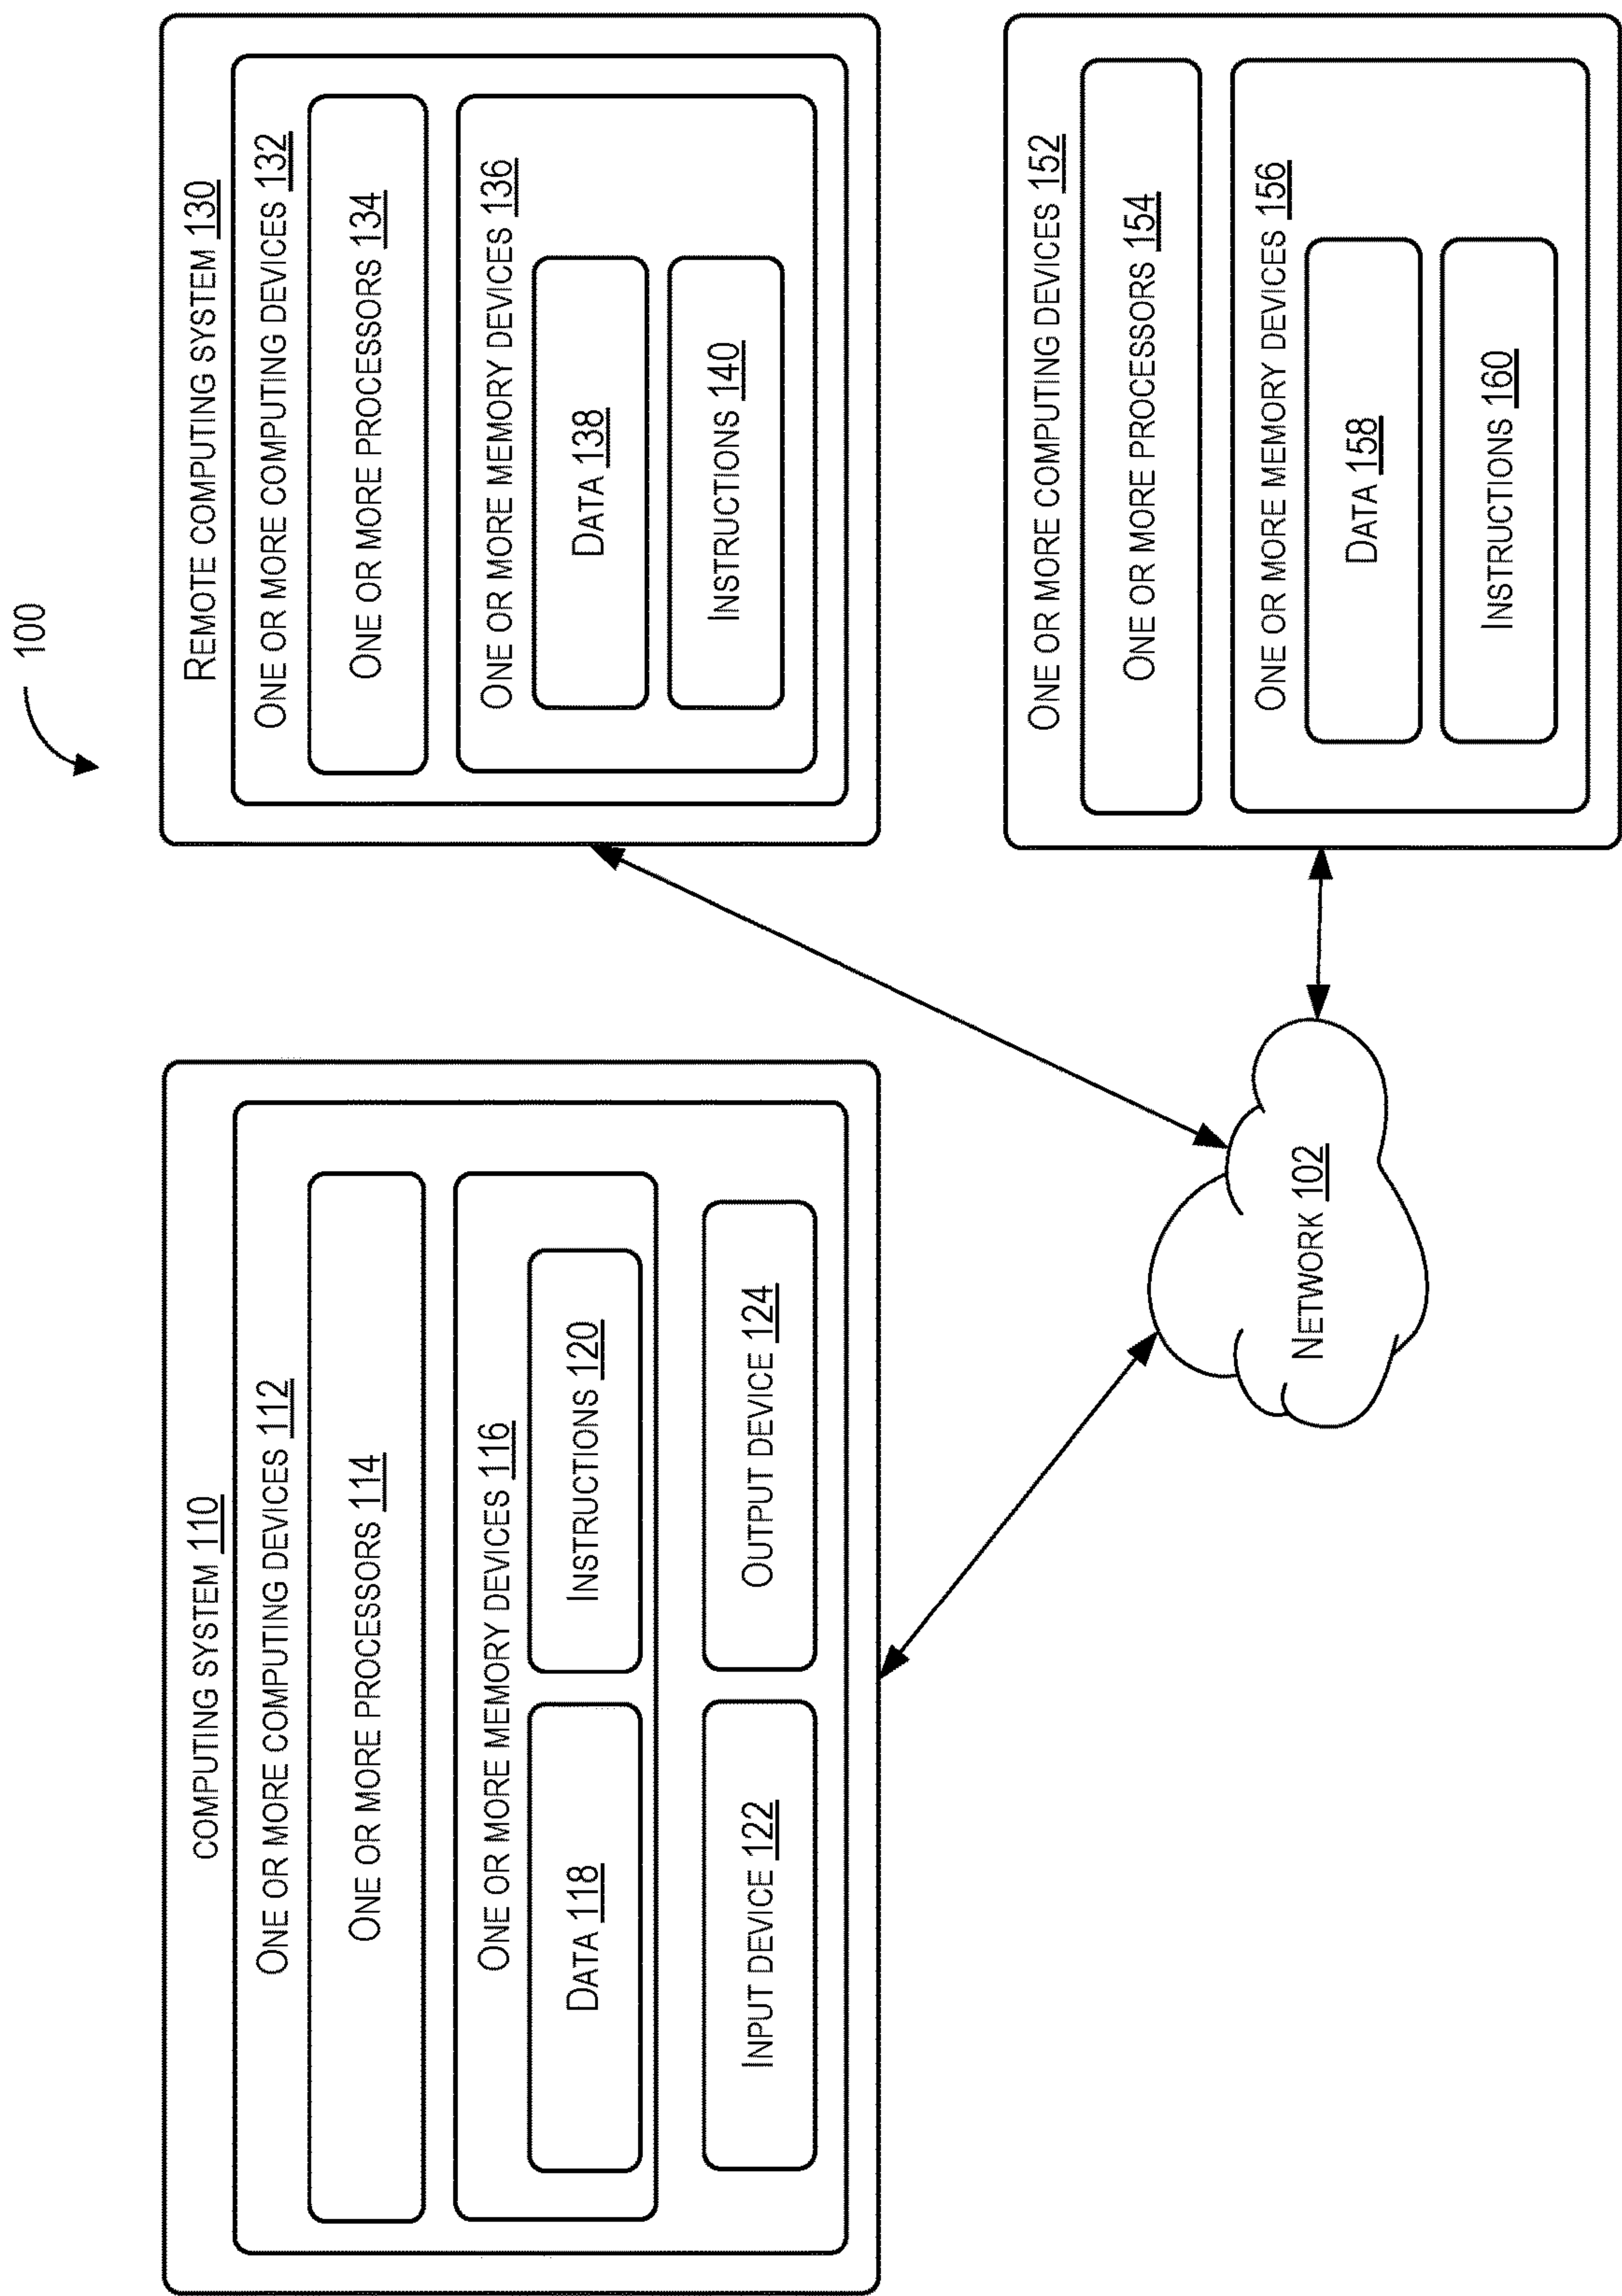 100
COMPUTING SYSTEM 110
ONE OR MORE COMPUTING DEVICES 112
ONE OR MORE PROCESSORS 114
ONE OR MORE MEMORY DEVICES 116
DATA 118
INSTRUCTIONS 120
INPUT DEVICE 122
OUTPUT DEVICE 124
REMOTE COMPUTING SYSTEM 130
ONE OR MORE COMPUTING DEVICES 132
ONE OR MORE PROCESSORS 134
ONE OR MORE MEMORY DEVICES 136
DATA 138
INSTRUCTIONS 140
NETWORK 102
ONE OR MORE COMPUTING DEVICES 152
ONE OR MORE PROCESSORS 154
ONE OR MORE MEMORY DEVICES 156
DATA 158
INSTRUCTIONS 160